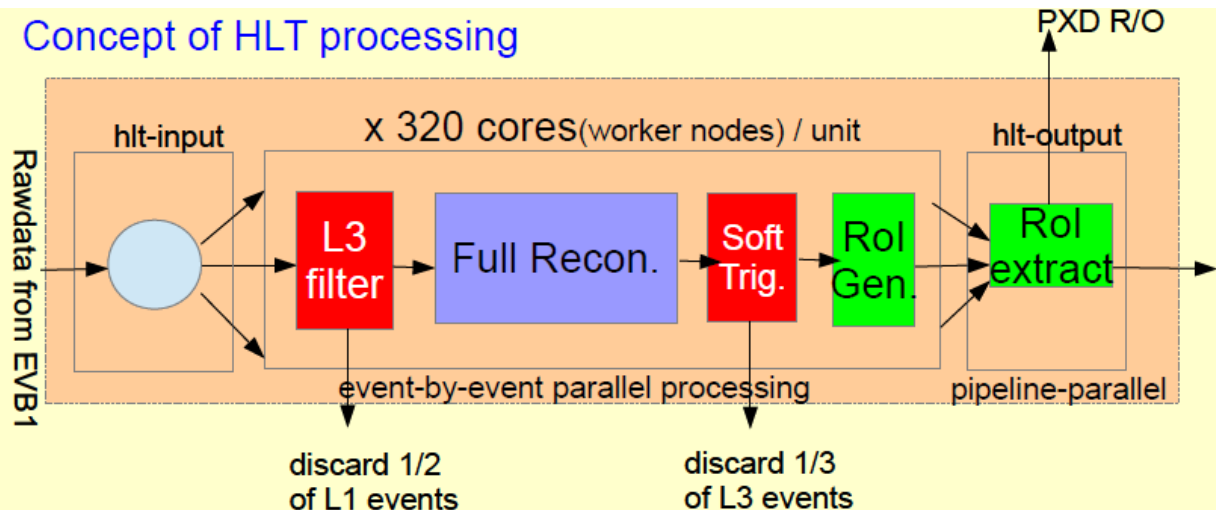 Concept of HLT processing
PXD R/O
x 320 cores(worker nodes) / unit
hlt-input
hlt-output
Rawdata from EVB1
L3
filter
Full Recon.
Soft
Trig.
RoI
Gen.
RoI
extract
event-by-event parallel processing
pipeline-parallel
discard 1/2
of L1 events
discard 1/3
of L3 events